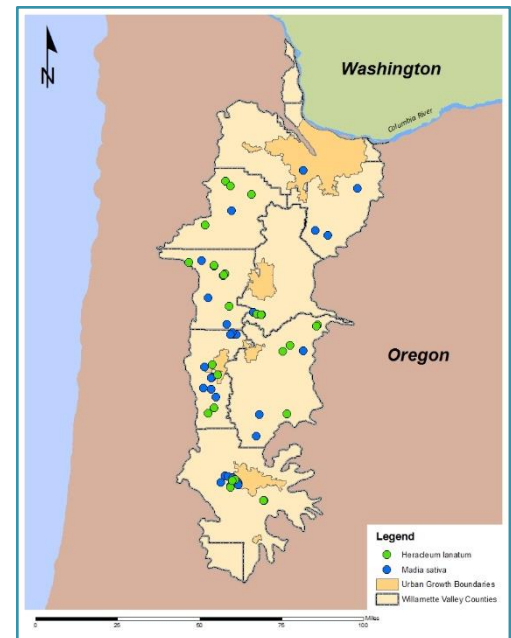 N
Washington
Columbia River
Oregon
Legend
Heracleum lanatum
Madia sativa
Urban Growth Boundaries
Willamette Valley Counties
Miles
0 25 50 75 100